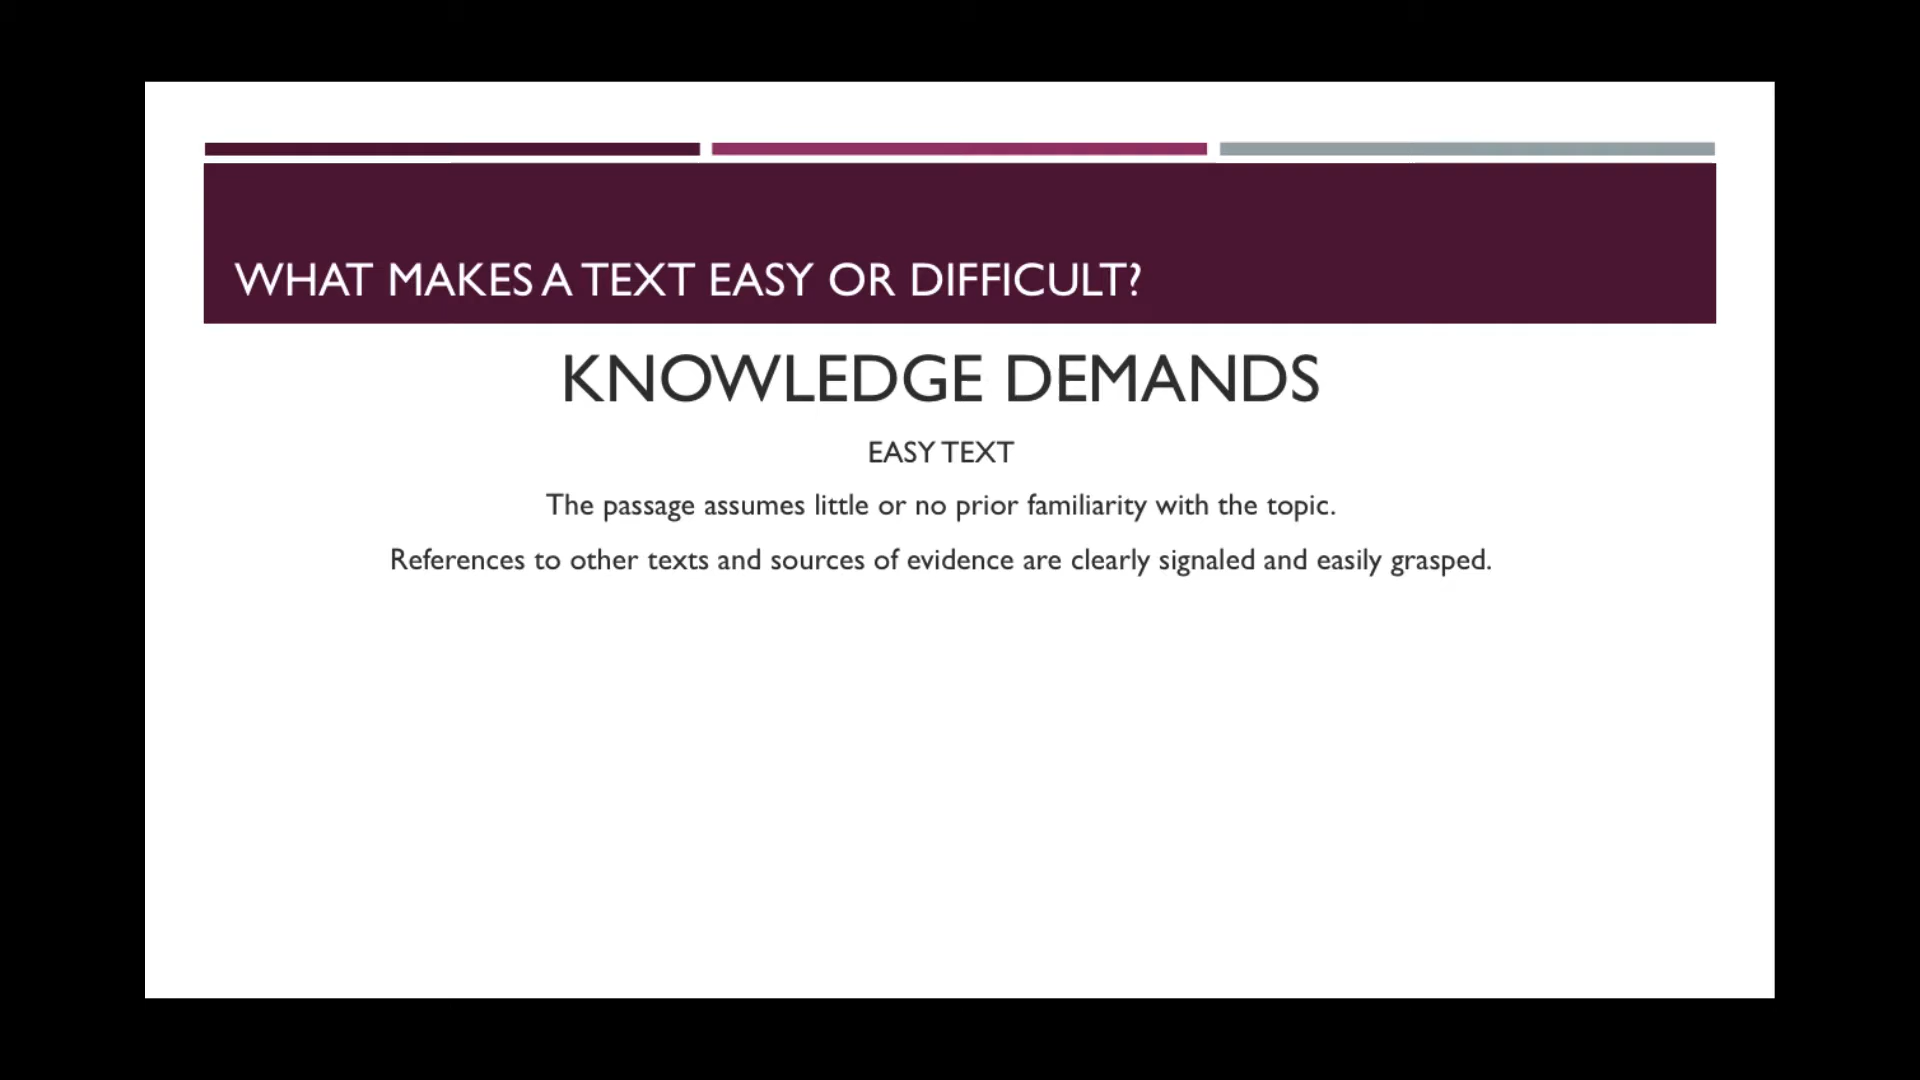 WHAT MAKES A TEXT EASY OR DIFFICULT?
KNOWLEDGE DEMANDS
EASY TEXT
The passage assumes little or no prior familiarity with the topic.
References to other texts and sources of evidence are clearly signaled and easily grasped.